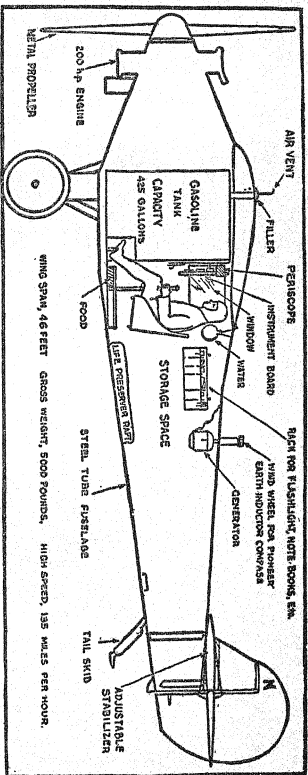 AIR VENT
FILLER
PERISCOPE
INSTRUMENT BOARD
WINDOW
WATER
RACK FOR FLASHLIGHT, NOTE BOOKS,
WIND WHEEL FOR PIONEER
EARTH INDUCTOR COMPASS
GENERATOR
N
GASOLINE
TANK
CAPACITY
425 GALLONS
STORAGE SPACE
LIFE PRESERVER RAFT
METAL PROPELLER
200 h.p. ENGINE
FOOD
STEEL TUBE FUSELAGE
TAIL SKID
ADJUSTABLE
STABILIZER
WING SPAN, 46 FEET GROSS WEIGHT, 5000 POUNDS, HIGH SPEED, 135 MILES PER HOUR.